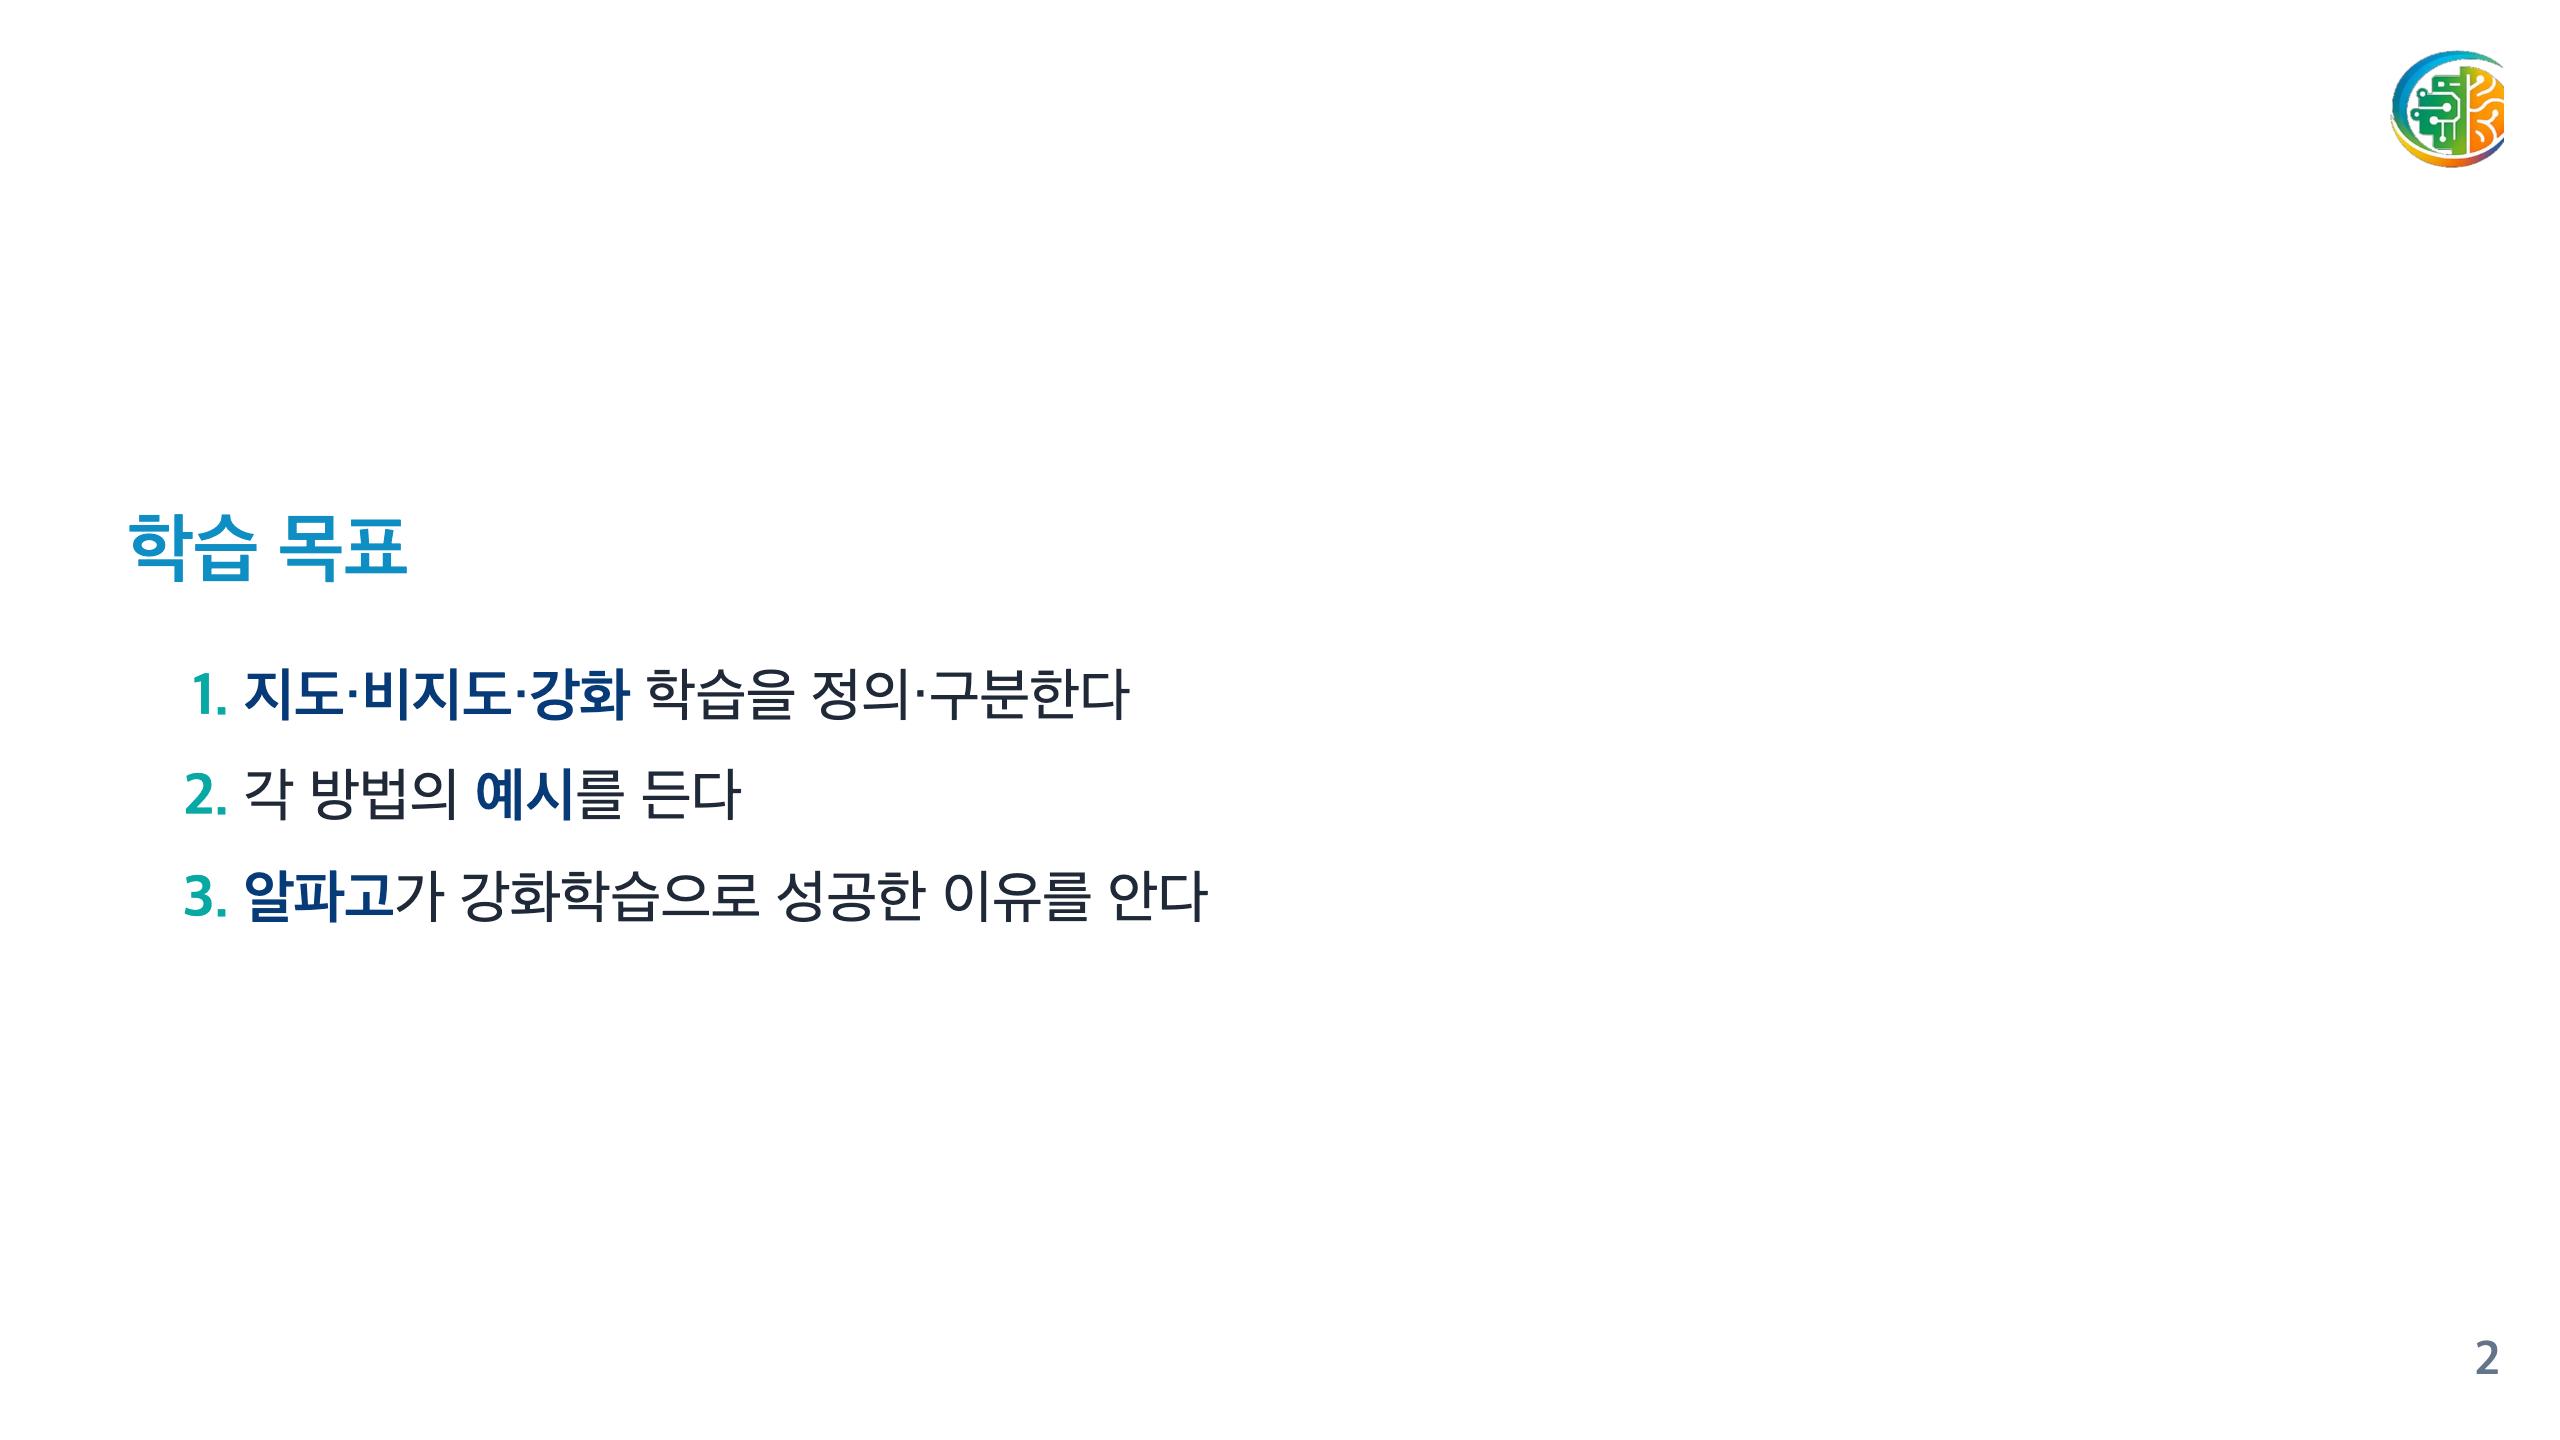 학습 목표
1. 지도·비지도·강화 학습을 정의·구분한다
2. 각 방법의 예시를 든다
3. 알파고가 강화학습으로 성공한 이유를 안다
2